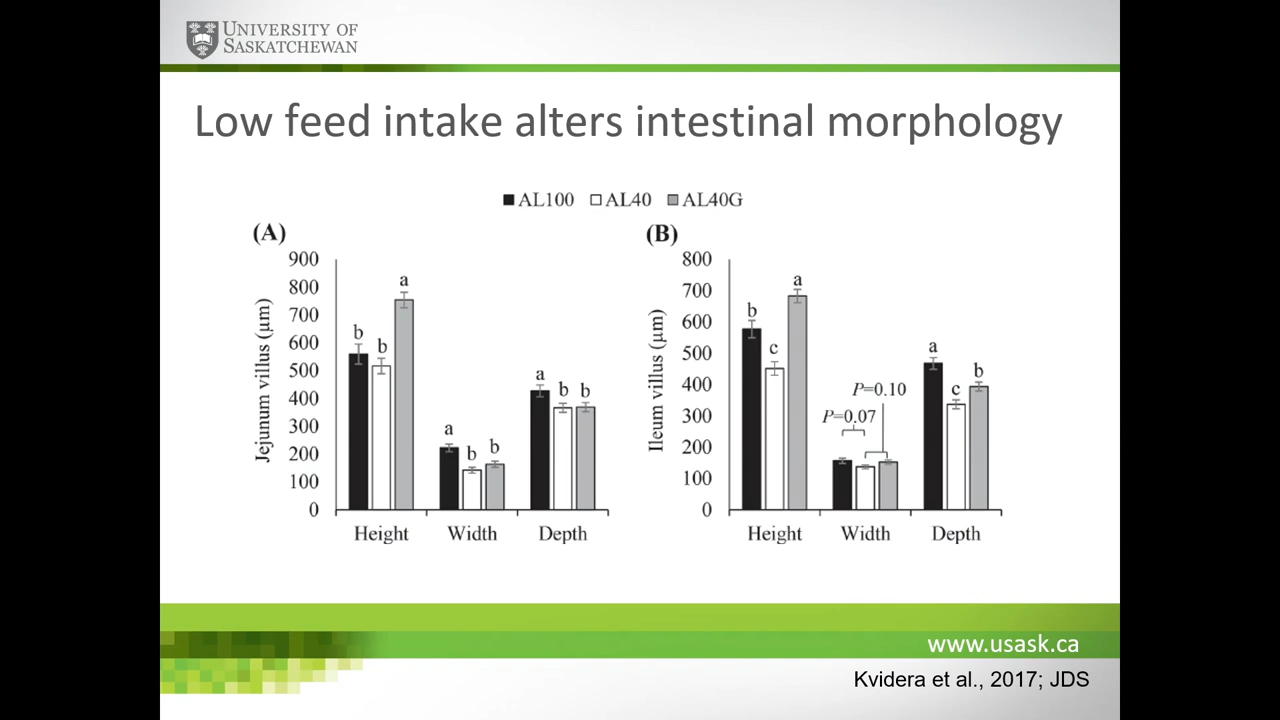 UNIVERSITY OF
SASKATCHEWAN
Low feed intake alters intestinal morphology
AL100 AL40 AL40G
(A)
Jejunum villus (μm)
900
800
700
600
500
400
300
200
100
0
b b a
a b b
a b b
Height Width Depth
(B)
Ileum villus (μm)
800
700
600
500
400
300
200
100
0
b c a
P=0.07
P=0.10
a c b
Height Width Depth
www.usask.ca
Kvidera et al., 2017; JDS